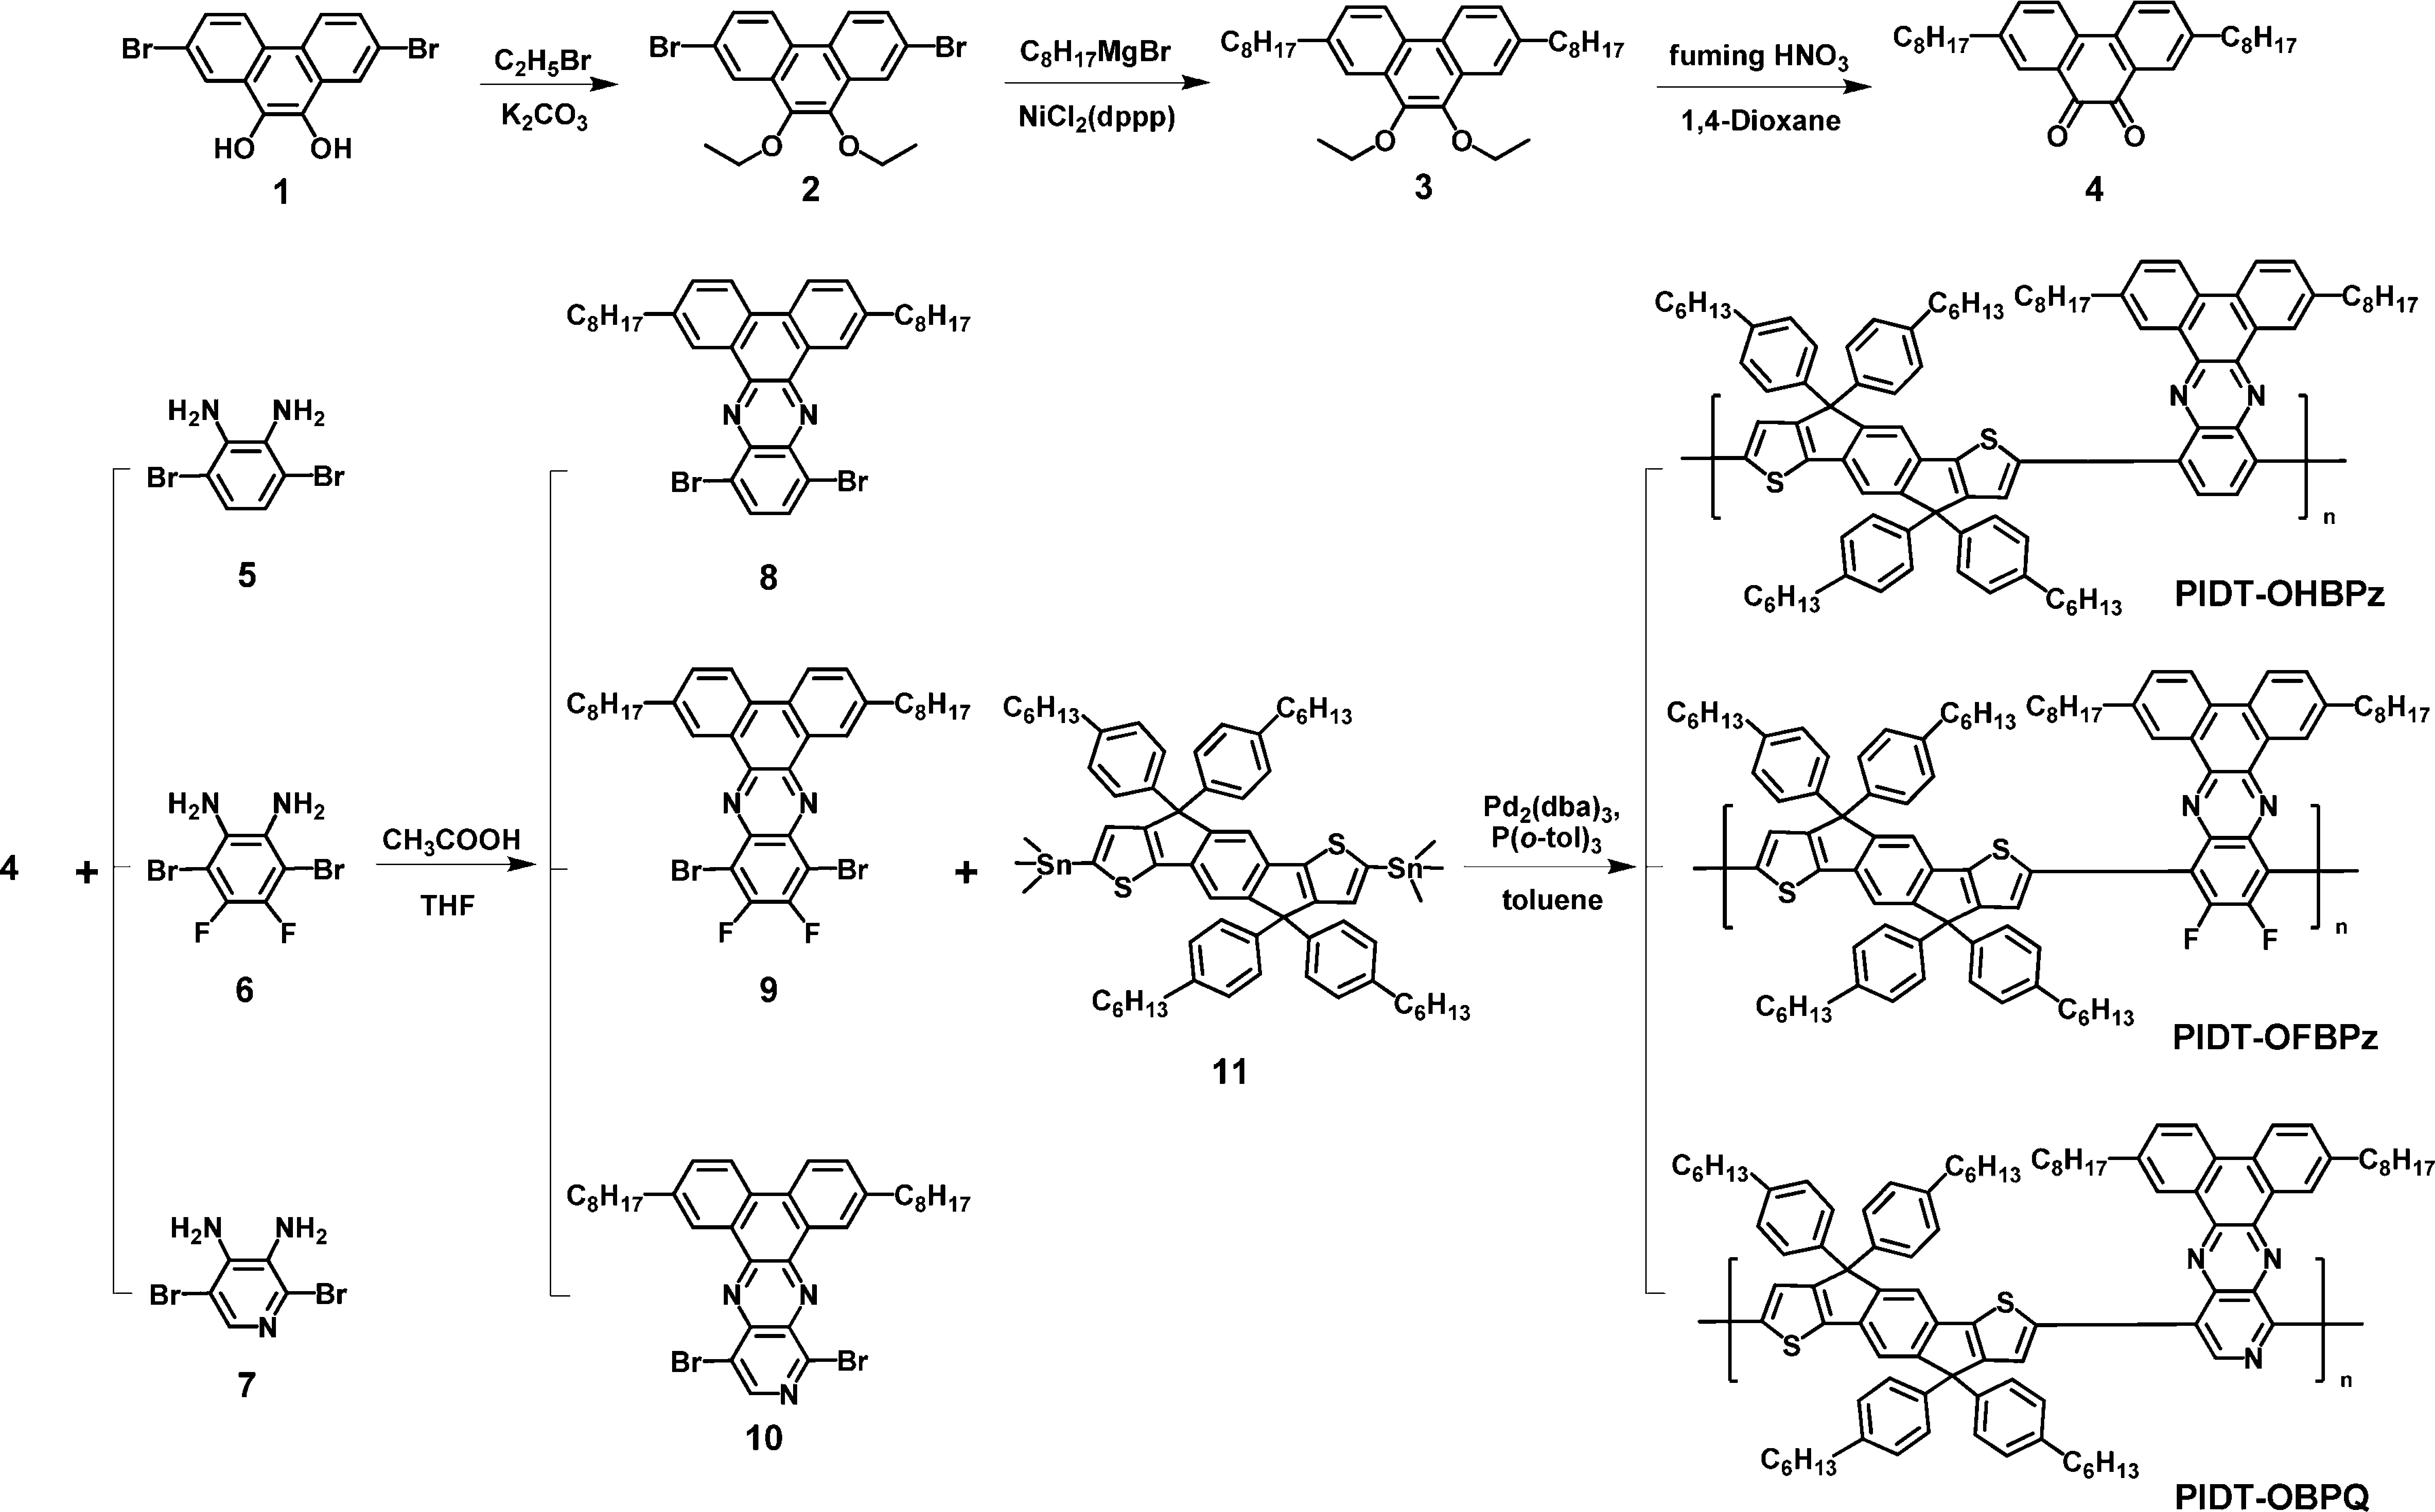 Br Br C2H5Br K2CO3 Br Br C8H17MgBr NiCl2(dppp) C8H17 C8H17 fuming HNO3 1,4-Dioxane C8H17 C8H17
HO OH O O O O O O
1 2 3 4
H2N NH2
Br Br
5
H2N NH2
Br Br
F F
6
H2N NH2
Br Br
N
7
4 +
CH3COOH
THF
C8H17 C8H17
N N
Br Br
8
C8H17 C8H17
N N
Br Br
F F
9
C8H17 C8H17
N N
Br Br
N
10
+
C6H13 C6H13
S
Sn Sn
S
C6H13 C6H13
11
Pd2(dba)3,
P(o-tol)3
toluene
C6H13 C6H13 C8H17 C8H17
N N
S
S
n
C6H13 C6H13
PIDT-OHBPz
C6H13 C6H13 C8H17 C8H17
N N
S
S
F F
n
C6H13 C6H13
PIDT-OFBPz
C6H13 C6H13 C8H17 C8H17
N N
S
S
N
n
C6H13 C6H13
PIDT-OBPQ